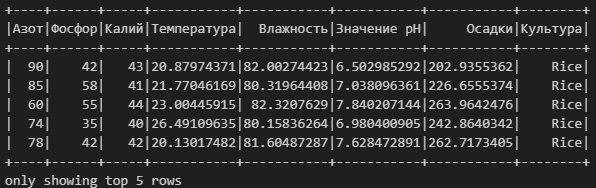 +----+------+-----+-----------+-----------+-----------+-----------+--------+
|Азот|Фосфор|Калий|Температура|  Влажность|Значение pH|     Осадки|Культура|
+----+------+-----+-----------+-----------+-----------+-----------+--------+
|  90|    42|   43|20.87974371|82.00274423|6.502985292|202.9355362|    Rice|
|  85|    58|   41|21.77046169|80.31964408|7.038096361|226.6555374|    Rice|
|  60|    55|   44|23.00445915| 82.3207629|7.840207144|263.9642476|    Rice|
|  74|    35|   40|26.49109635|80.15836264|6.980400905|242.8640342|    Rice|
|  78|    42|   42|20.13017482|81.60487287|7.628472891|262.7173405|    Rice|
+----+------+-----+-----------+-----------+-----------+-----------+--------+
only showing top 5 rows